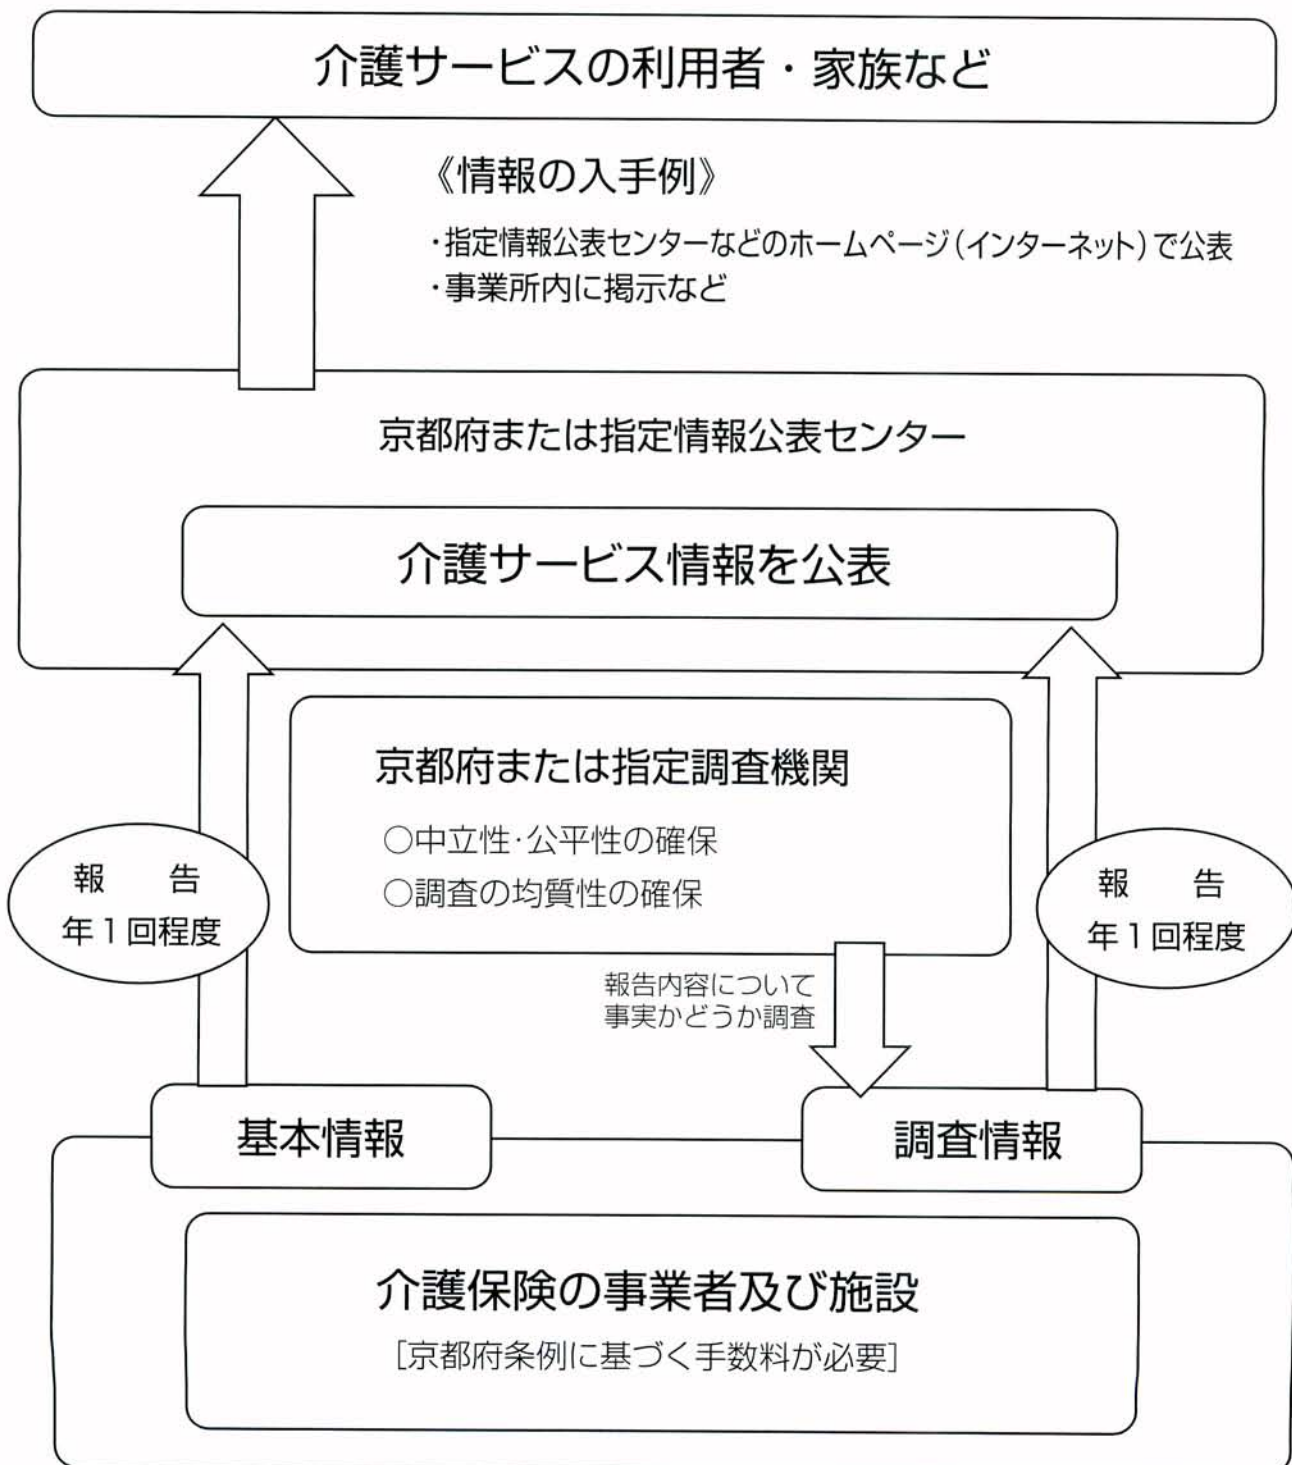 介護サービスの利用者・家族など
《情報の入手例》
・指定情報公表センターなどのホームページ(インターネット)で公表
・事業所内に掲示など
京都府または指定情報公表センター
介護サービス情報を公表
京都府または指定調査機関
○中立性・公平性の確保
○調査の均質性の確保
報　告
年1回程度
報　告
年1回程度
報告内容について
事実かどうか調査
基本情報
調査情報
介護保険の事業者及び施設
[京都府条例に基づく手数料が必要]